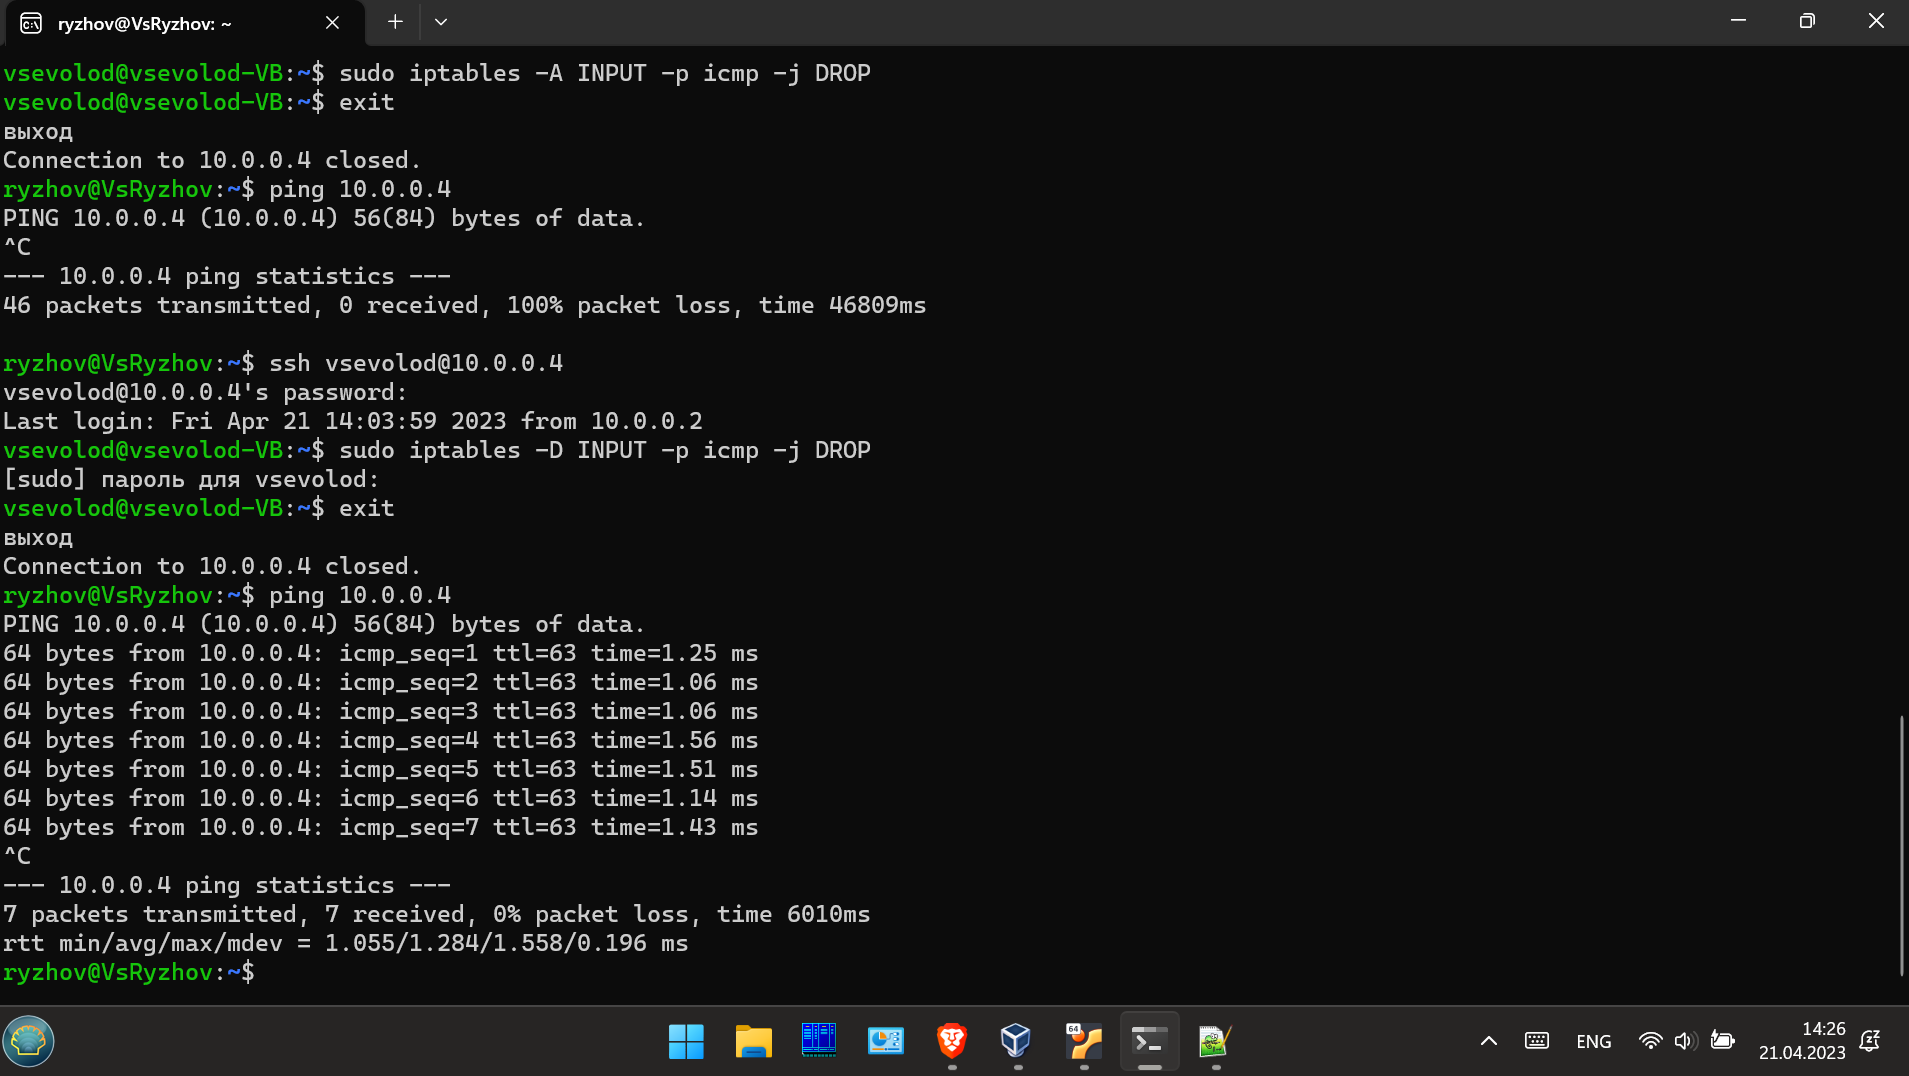 ryzhov@VsRyzhov: ~
vsevolod@vsevolod-VB:~$ sudo iptables -A INPUT -p icmp -j DROP
vsevolod@vsevolod-VB:~$ exit
выход
Connection to 10.0.0.4 closed.
ryzhov@VsRyzhov:~$ ping 10.0.0.4
PING 10.0.0.4 (10.0.0.4) 56(84) bytes of data.
^C
--- 10.0.0.4 ping statistics ---
46 packets transmitted, 0 received, 100% packet loss, time 46809ms
ryzhov@VsRyzhov:~$ ssh vsevolod@10.0.0.4
vsevolod@10.0.0.4's password:
Last login: Fri Apr 21 14:03:59 2023 from 10.0.0.2
vsevolod@vsevolod-VB:~$ sudo iptables -D INPUT -p icmp -j DROP
[sudo] пароль для vsevolod:
vsevolod@vsevolod-VB:~$ exit
выход
Connection to 10.0.0.4 closed.
ryzhov@VsRyzhov:~$ ping 10.0.0.4
PING 10.0.0.4 (10.0.0.4) 56(84) bytes of data.
64 bytes from 10.0.0.4: icmp_seq=1 ttl=63 time=1.25 ms
64 bytes from 10.0.0.4: icmp_seq=2 ttl=63 time=1.06 ms
64 bytes from 10.0.0.4: icmp_seq=3 ttl=63 time=1.06 ms
64 bytes from 10.0.0.4: icmp_seq=4 ttl=63 time=1.56 ms
64 bytes from 10.0.0.4: icmp_seq=5 ttl=63 time=1.51 ms
64 bytes from 10.0.0.4: icmp_seq=6 ttl=63 time=1.14 ms
64 bytes from 10.0.0.4: icmp_seq=7 ttl=63 time=1.43 ms
^C
--- 10.0.0.4 ping statistics ---
7 packets transmitted, 7 received, 0% packet loss, time 6010ms
rtt min/avg/max/mdev = 1.055/1.284/1.558/0.196 ms
ryzhov@VsRyzhov:~$
64
ENG
14:26
21.04.2023